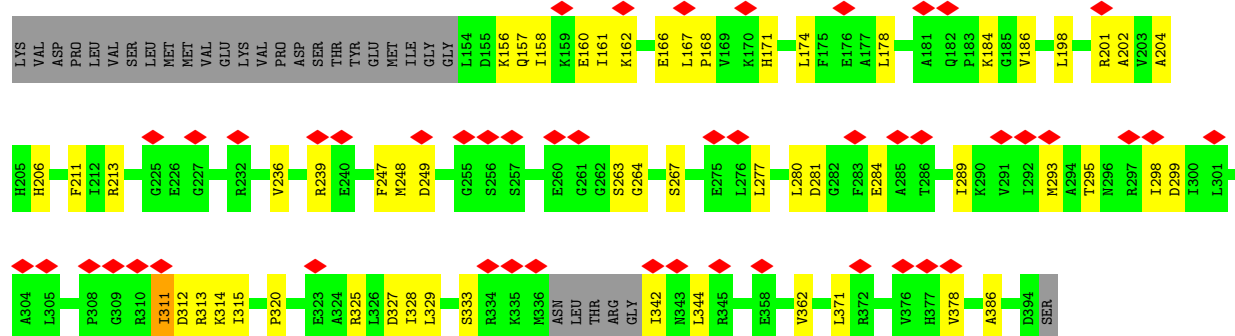 LYS VAL ASP PRO LEU VAL SER LEU MET MET VAL GLU LYS VAL PRO ASP SER THR TYR GLU MET ILE GLY GLY L154 D155 K156 Q157 I158 K159 E160 I161 K162 E166 L167 P168 V169 K170 H171 L174 F175 E176 A177 L178 A181 Q182 P183 K184 G185 V186 L198 R201 A202 V203 A204
H205 H206 F211 I212 R213 G225 E226 G227 R232 V236 R239 E240 F247 M248 D249 G255 S256 S257 E260 G261 G262 S263 G264 S267 E275 L276 L277 L280 D281 G282 F283 E284 A285 T286 I289 K290 V291 I292 M293 A294 T295 N296 R297 I298 D299 I300 L301
A304 L305 P308 G309 R310 I311 D312 R313 K314 I315 P320 E323 A324 R325 L326 D327 I328 L329 S333 R334 K335 M336 ASN LEU THR ARG GLY I342 N343 L344 R345 E358 V362 L371 R372 V376 H377 V378 A386 D394 SER